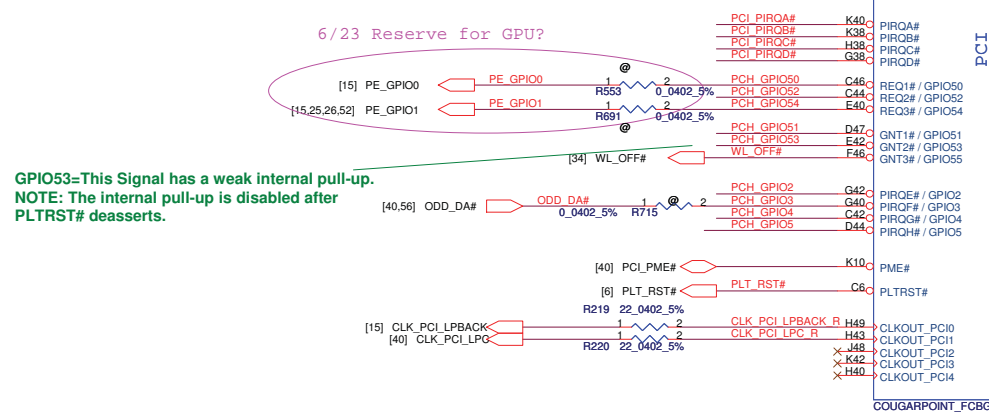 6/23 Reserve for GPU?
PCI_PIRQA# K40 PIRQA#
PCI_PIRQB# K38 PIRQB#
PCI_PIRQC# H38 PIRQC#
PCI_PIRQD# G38 PIRQD#
PCI
@
[15] PE_GPIO0 PE_GPIO0 1 2 PCH_GPIO50 C46 REQ1# / GPIO50
R553 0_0402_5% PCH_GPIO52 C44 REQ2# / GPIO52
[15,25,26,52] PE_GPIO1 PE_GPIO1 1 2 PCH_GPIO54 E40 REQ3# / GPIO54
R691 0_0402_5%
@
PCH_GPIO51 D47 GNT1# / GPIO51
PCH_GPIO53 E42 GNT2# / GPIO53
[34] WL_OFF# WL_OFF# F46 GNT3# / GPIO55
GPIO53=This Signal has a weak internal pull-up.
NOTE: The internal pull-up is disabled after
PLTRST# deasserts.
PCH_GPIO2 G42 PIRQE# / GPIO2
[40,56] ODD_DA# ODD_DA# 1 @ 2 PCH_GPIO3 G40 PIRQF# / GPIO3
0_0402_5% R715 PCH_GPIO4 C42 PIRQG# / GPIO4
PCH_GPIO5 D44 PIRQH# / GPIO5
[40] PCI_PME# K10 PME#
[6] PLT_RST# PLT_RST# C6 PLTRST#
R219 22_0402_5%
[15] CLK_PCI_LPBACK 1 2 CLK_PCI_LPBACK_R H49 CLKOUT_PCI0
[40] CLK_PCI_LPC 1 2 CLK_PCI_LPC_R H43 CLKOUT_PCI1
R220 22_0402_5% J48 CLKOUT_PCI2
K42 CLKOUT_PCI3
H40 CLKOUT_PCI4
COUGARPOINT_FCBG